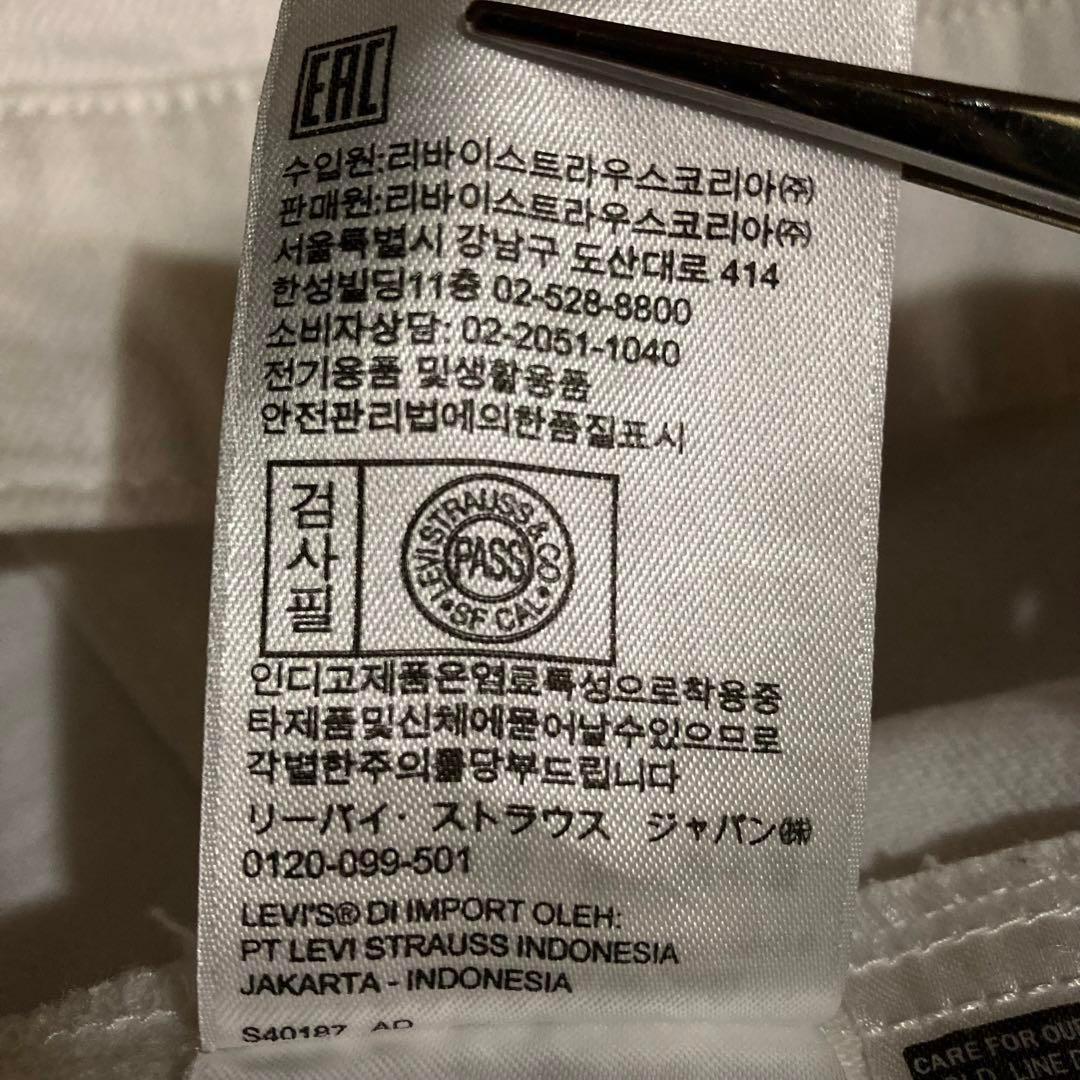 EAC
수입원:리바이스트라우스코리아㈜
판매원:리바이스트라우스코리아㈜
서울특별시 강남구 도산대로 414
한성빌딩11층 02-528-8800
소비자상담: 02-2051-1040
전기용품 및생활용품
안전관리법에의한품질표시
검사필
LEVI STRAUSS & CO
PASS
SF CAL
인디고제품은염료특성으로착용중
타제품및신체에묻어날수있으므로
각별한주의를당부드립니다
リーバイ・ ストラウス ジャパン㈱
0120-099-501
LEVI'S® DI IMPORT OLEH:
PT LEVI STRAUSS INDONESIA
JAKARTA - INDONESIA
S40187 AD
CARE FOR OUR
LINE